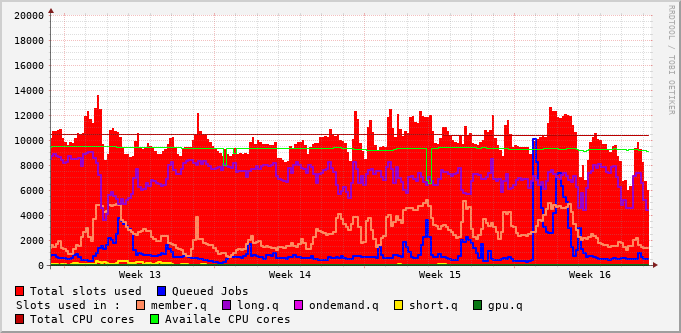 RRDTOOL / TOBI OETIKER
20000
18000
16000
14000
12000
10000
8000
6000
4000
2000
0
Week 13 Week 14 Week 15 Week 16
Total slots used Queued Jobs
Slots used in : member.q long.q ondemand.q short.q gpu.q
Total CPU cores Availale CPU cores